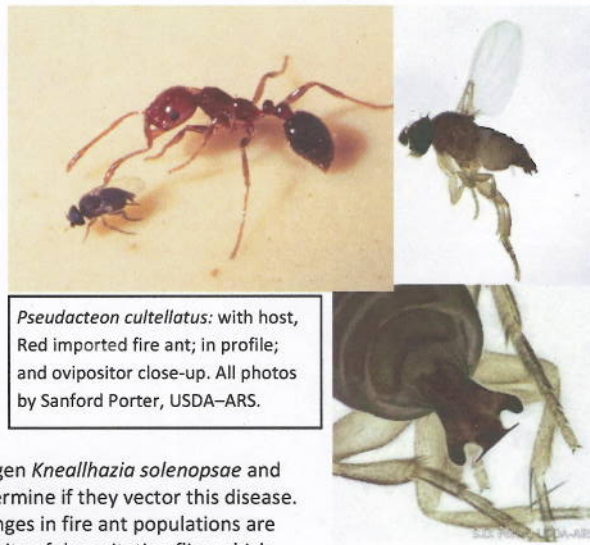 Pseudacteon cultellatus: with host,
Red imported fire ant; in profile;
and ovipositor close-up. All photos
by Sanford Porter, USDA–ARS.
gen Kneallhazia solenopsae and
ermine if they vector this disease.
nges in fire ant populations are